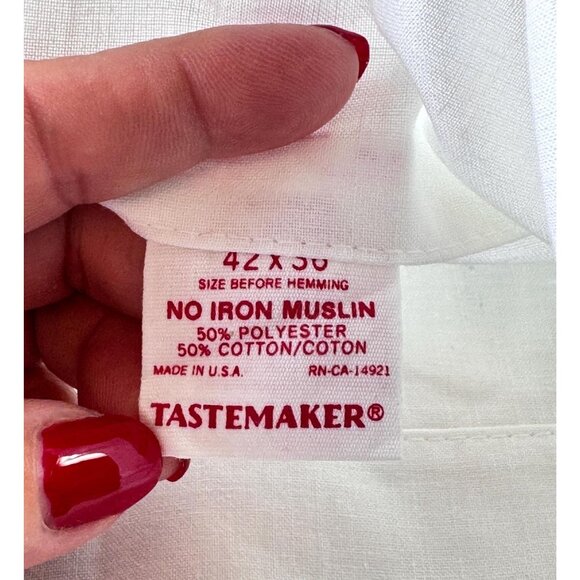 42 X 36
SIZE BEFORE HEMMING
NO IRON MUSLIN
50% POLYESTER
50% COTTON/COTON
MADE IN U.S.A. RN-CA-14921
TASTEMAKER®